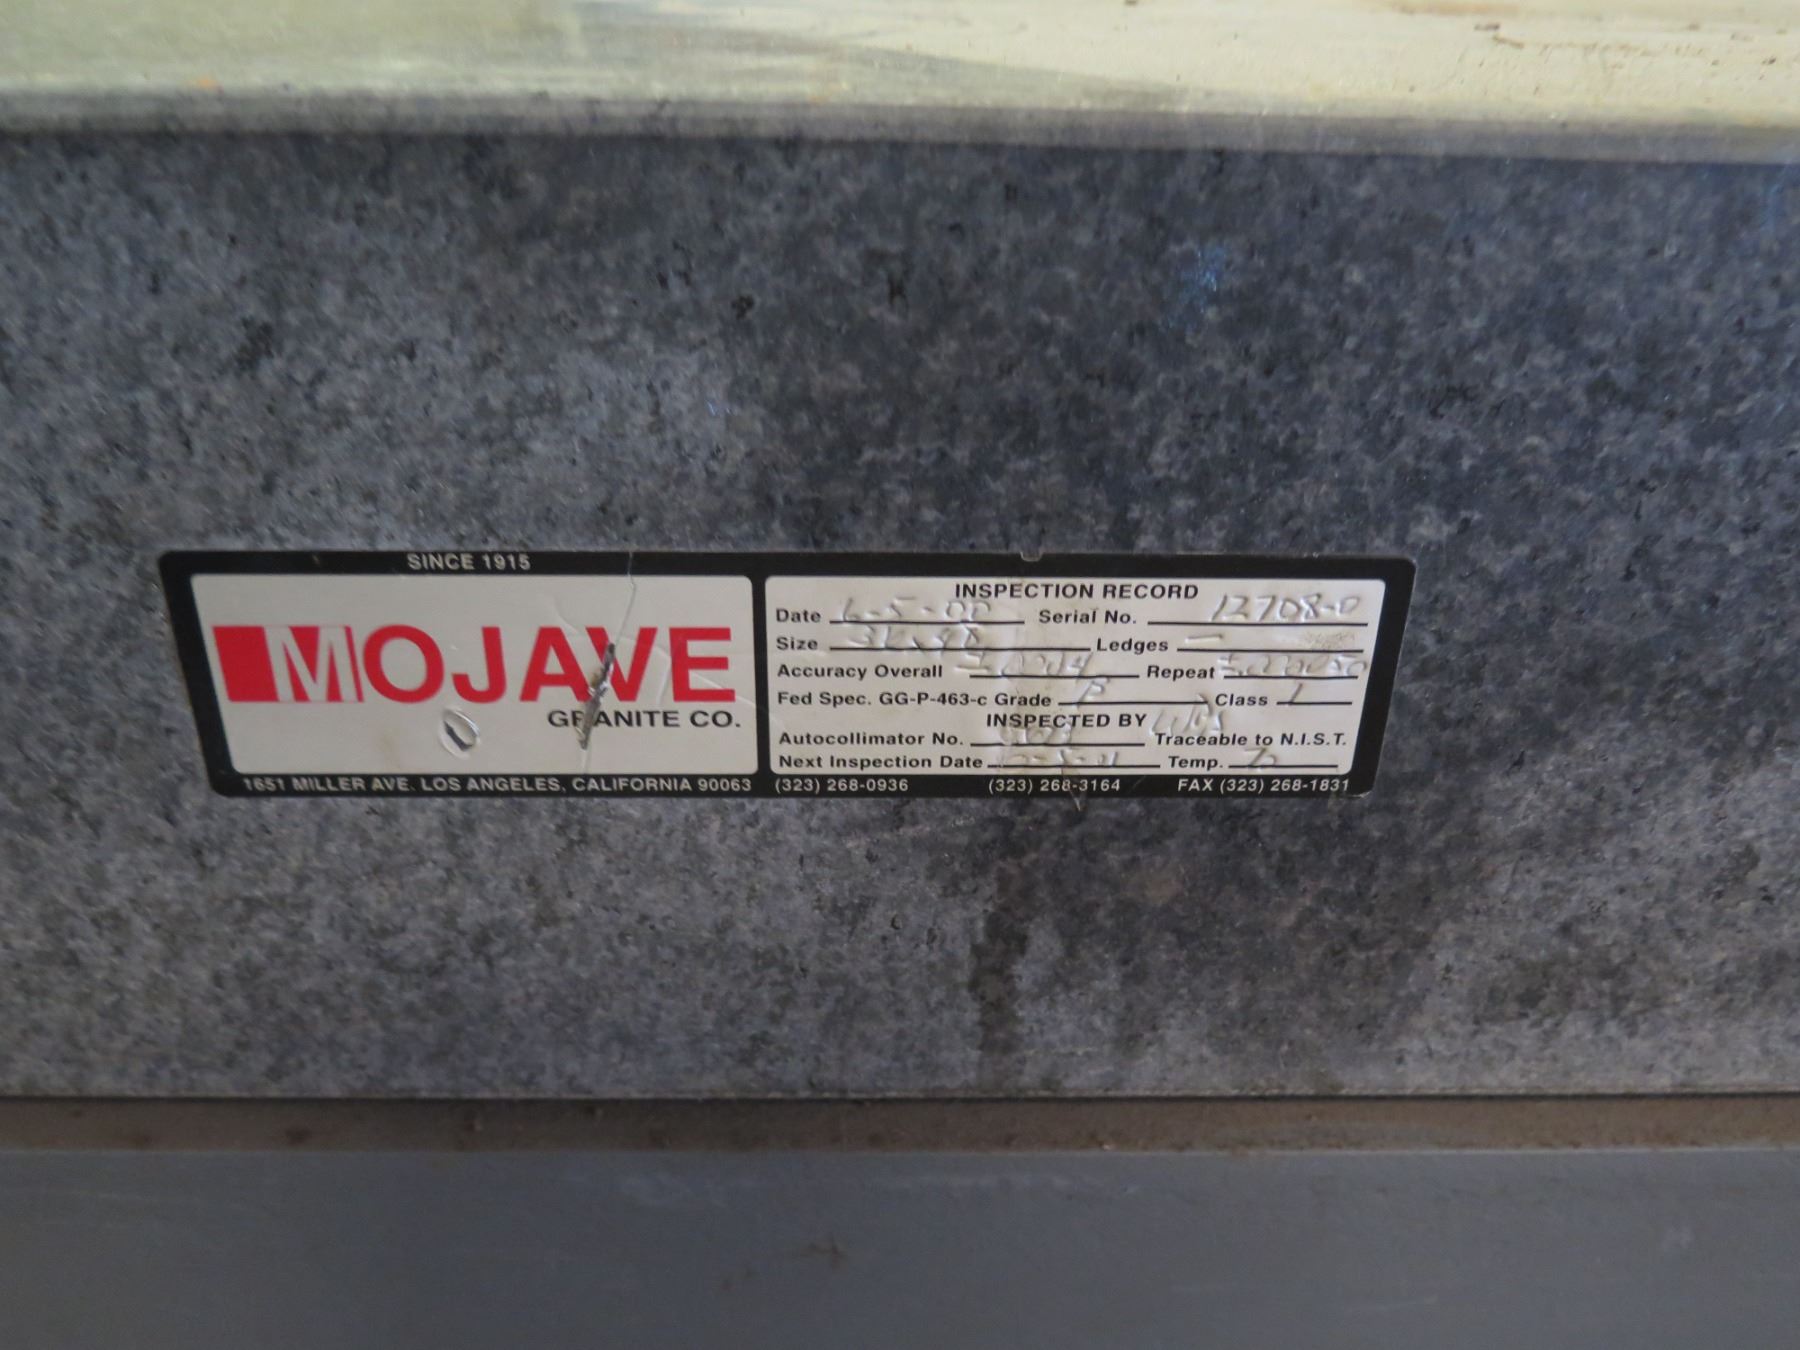 SINCE 1915
MOJAVE
GRANITE CO.
1651 MILLER AVE. LOS ANGELES, CALIFORNIA 90063
INSPECTION RECORD
Date 6-5-00 Serial No. 12708-0
Size Ledges -
Accuracy Overall Repeat ±.000050
Fed Spec. GG-P-463-c Grade Class 1
INSPECTED BY
Autocollimator No. Traceable to N.I.S.T.
Next Inspection Date Temp.
(323) 268-0936 (323) 268-3164 FAX (323) 268-1831